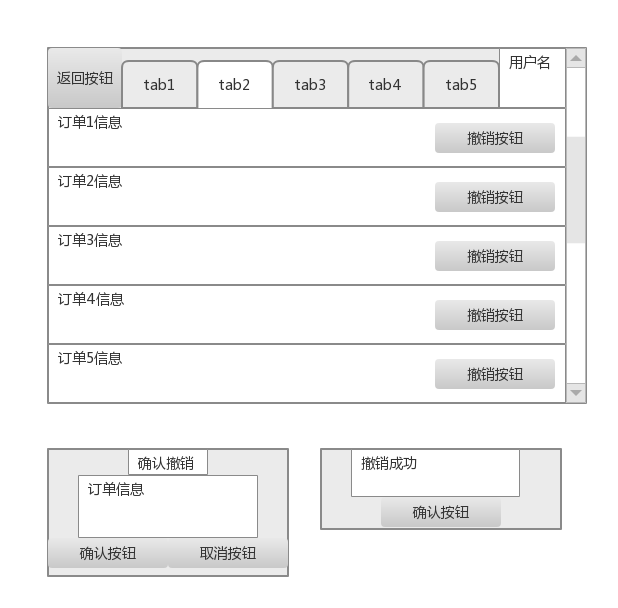 返回按钮 tab1 tab2 tab3 tab4 tab5 用户名
订单1信息 撤销按钮
订单2信息 撤销按钮
订单3信息 撤销按钮
订单4信息 撤销按钮
订单5信息 撤销按钮
确认撤销
订单信息
确认按钮 取消按钮
撤销成功
确认按钮